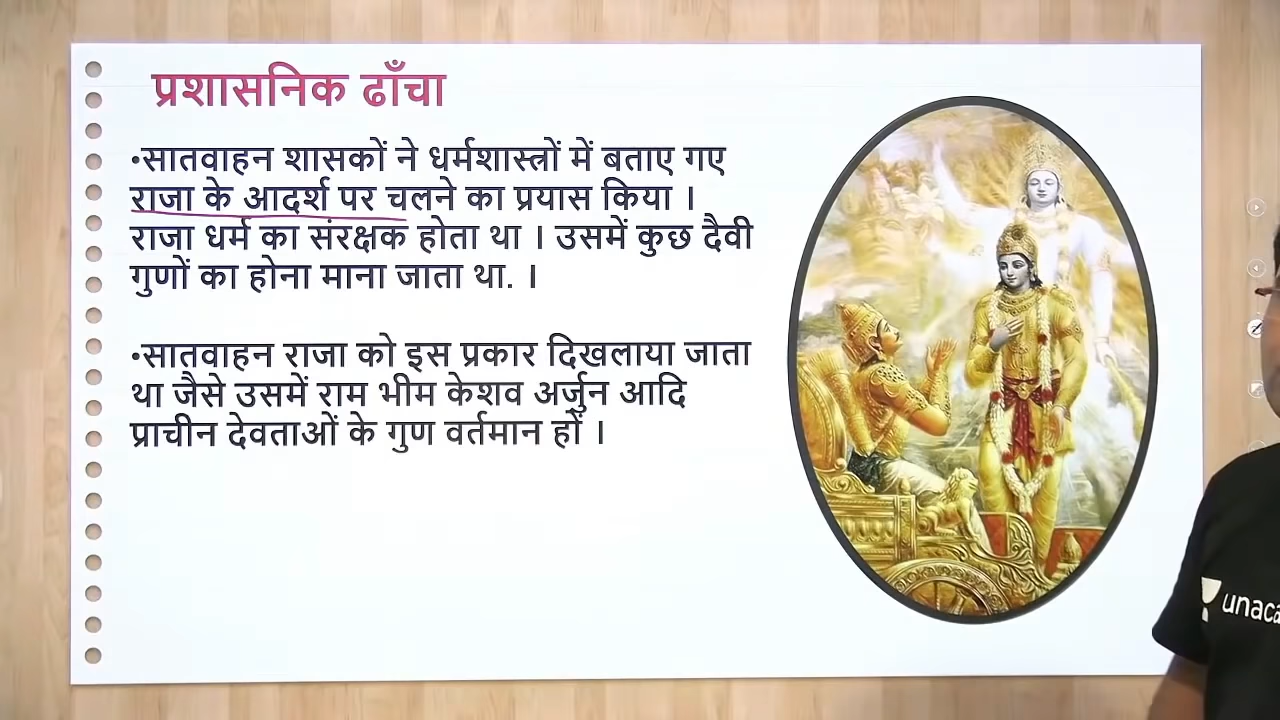 प्रशासनिक ढाँचा
•सातवाहन शासकों ने धर्मशास्त्रों में बताए गए
राजा के आदर्श पर चलने का प्रयास किया ।
राजा धर्म का संरक्षक होता था । उसमें कुछ दैवी
गुणों का होना माना जाता था. ।
•सातवाहन राजा को इस प्रकार दिखलाया जाता
था जैसे उसमें राम भीम केशव अर्जुन आदि
प्राचीन देवताओं के गुण वर्तमान हों ।